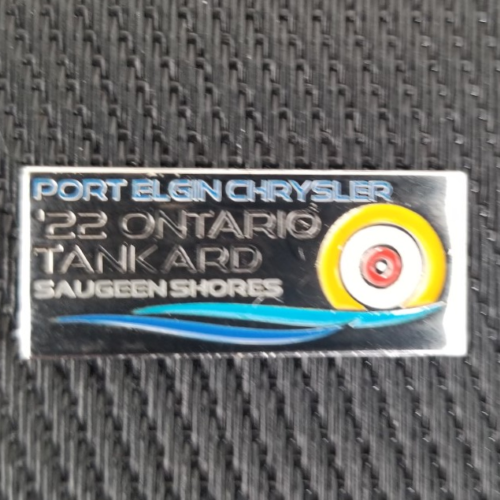 PORT ELGIN CHRYSLER
'22 ONTARIO
TANKARD
SAUGEEN SHORES